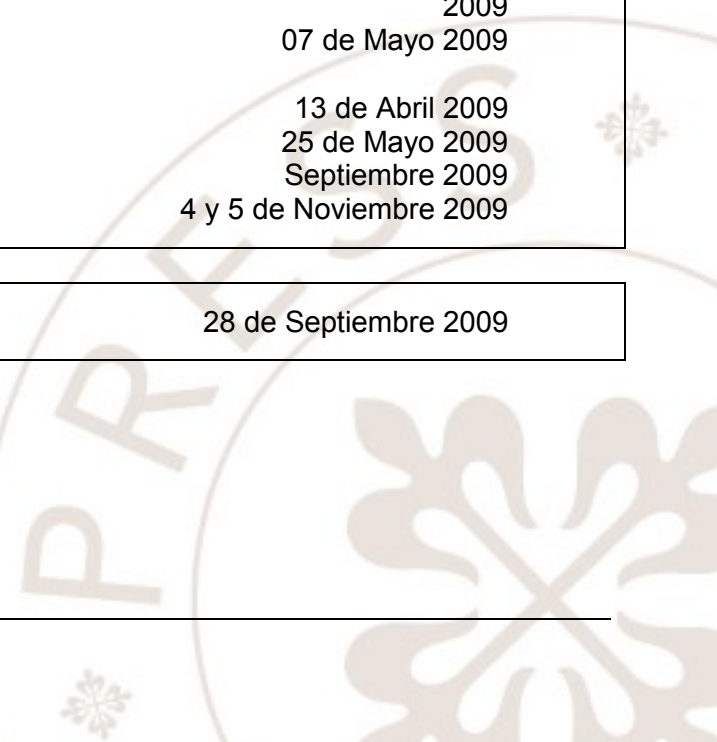 2009
07 de Mayo 2009
13 de Abril 2009
25 de Mayo 2009
Septiembre 2009
4 y 5 de Noviembre 2009
28 de Septiembre 2009
PRESS